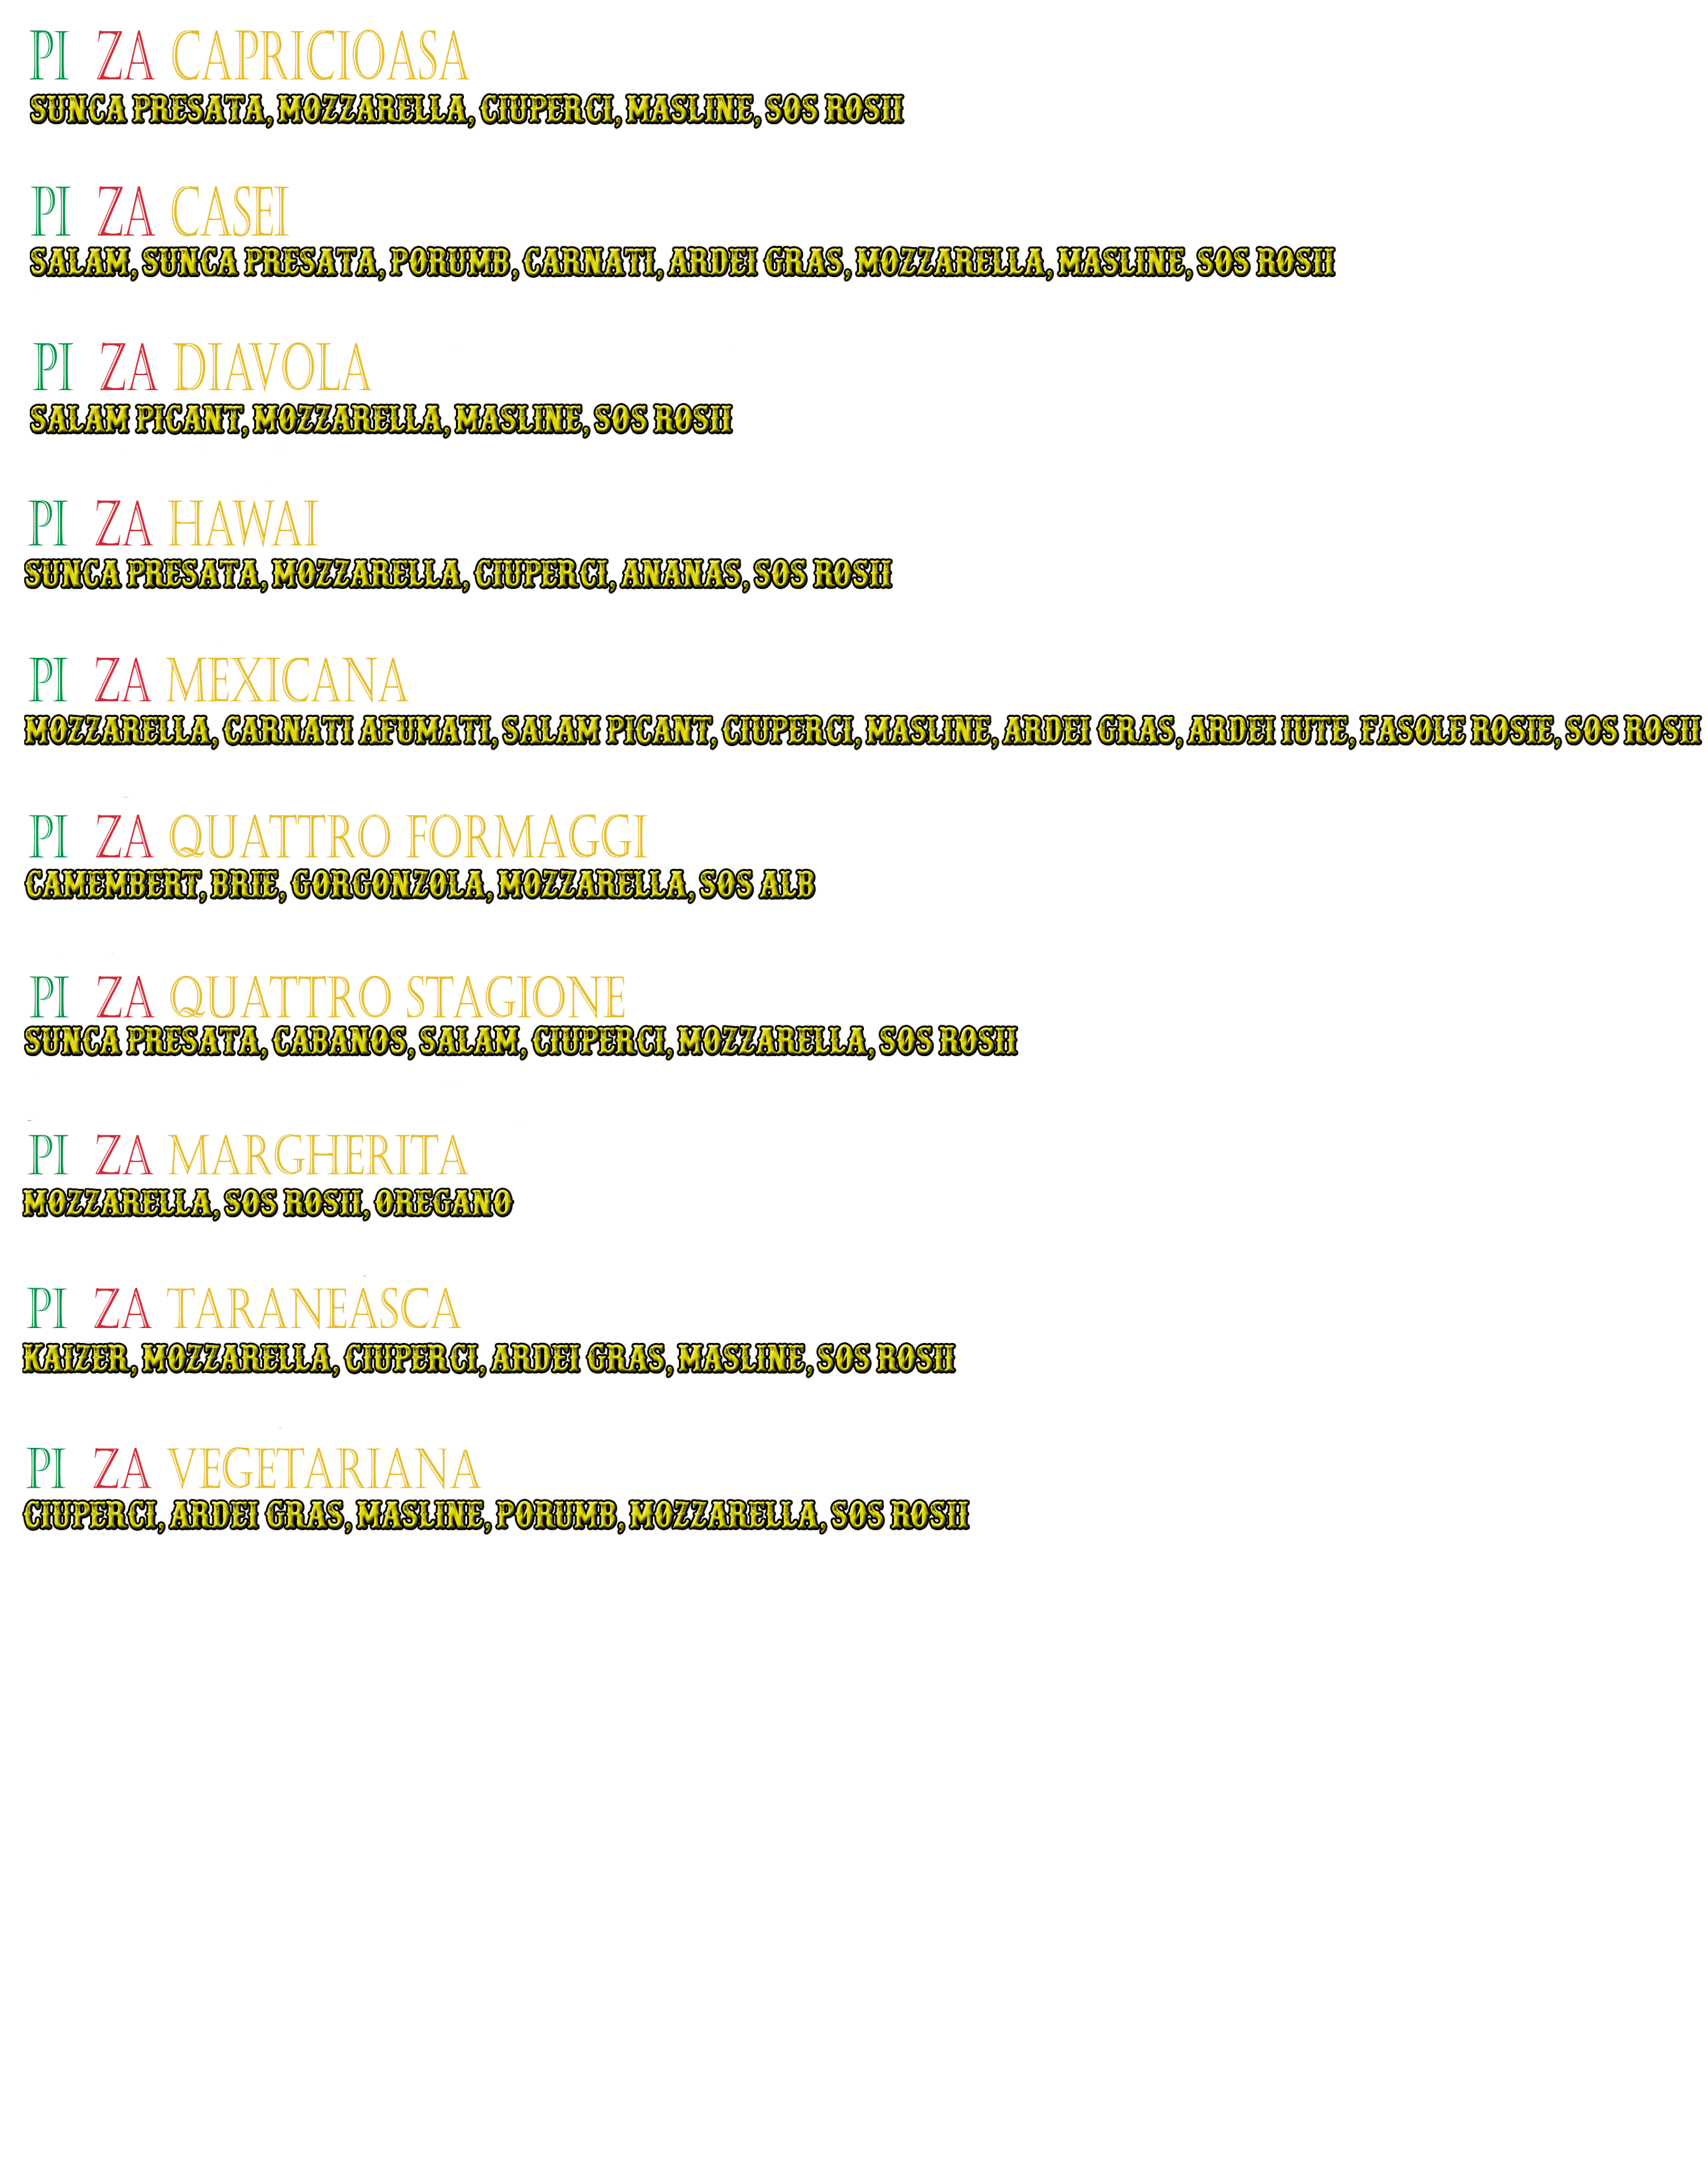 PI ZA CAPRICIOASA
SUNCA PRESATA, MOZZARELLA, CIUPERCI, MASLINE, SOS ROSII
PI ZA CASEI
SALAM, SUNCA PRESATA, PORUMB, CARNATI, ARDEI GRAS, MOZZARELLA, MASLINE, SOS ROSII
PI ZA DIAVOLA
SALAM PICANT, MOZZARELLA, MASLINE, SOS ROSII
PI ZA HAWAI
SUNCA PRESATA, MOZZARELLA, CIUPERCI, ANANAS, SOS ROSII
PI ZA MEXICANA
MOZZARELLA, CARNATI AFUMATI, SALAM PICANT, CIUPERCI, MASLINE, ARDEI GRAS, ARDEI IUTE, FASOLE ROSIE, SOS ROSII
PI ZA QUATTRO FORMAGGI
CAMEMBERT, BRIE, GORGONZOLA, MOZZARELLA, SOS ALB
PI ZA QUATTRO STAGIONE
SUNCA PRESATA, CABANOS, SALAM, CIUPERCI, MOZZARELLA, SOS ROSII
PI ZA MARGHERITA
MOZZARELLA, SOS ROSII, OREGANO
PI ZA TARANEASCA
KAIZER, MOZZARELLA, CIUPERCI, ARDEI GRAS, MASLINE, SOS ROSII
PI ZA VEGETARIANA
CIUPERCI, ARDEI GRAS, MASLINE, PORUMB, MOZZARELLA, SOS ROSII